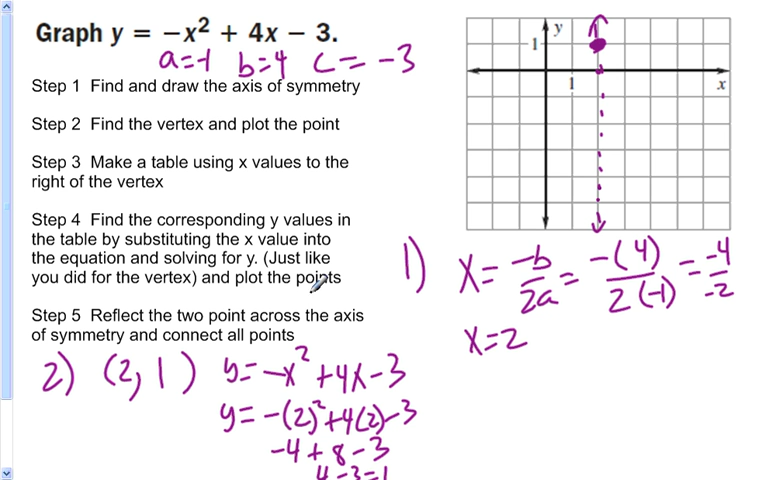 Graph y = −x² + 4x − 3.
a=-1 b=4 c=-3
Step 1 Find and draw the axis of symmetry
Step 2 Find the vertex and plot the point
Step 3 Make a table using x values to the
right of the vertex
Step 4 Find the corresponding y values in
the table by substituting the x value into
the equation and solving for y. (Just like
you did for the vertex) and plot the points
Step 5 Reflect the two point across the axis
of symmetry and connect all points
y
1
1
x
1) x = -b/2a = -(4)/2(-1) = -4/-2
x=2
2) (2, 1) y = -x² + 4x - 3
y = -(2)² + 4(2) - 3
-4 + 8 - 3
4 - 3 = 1